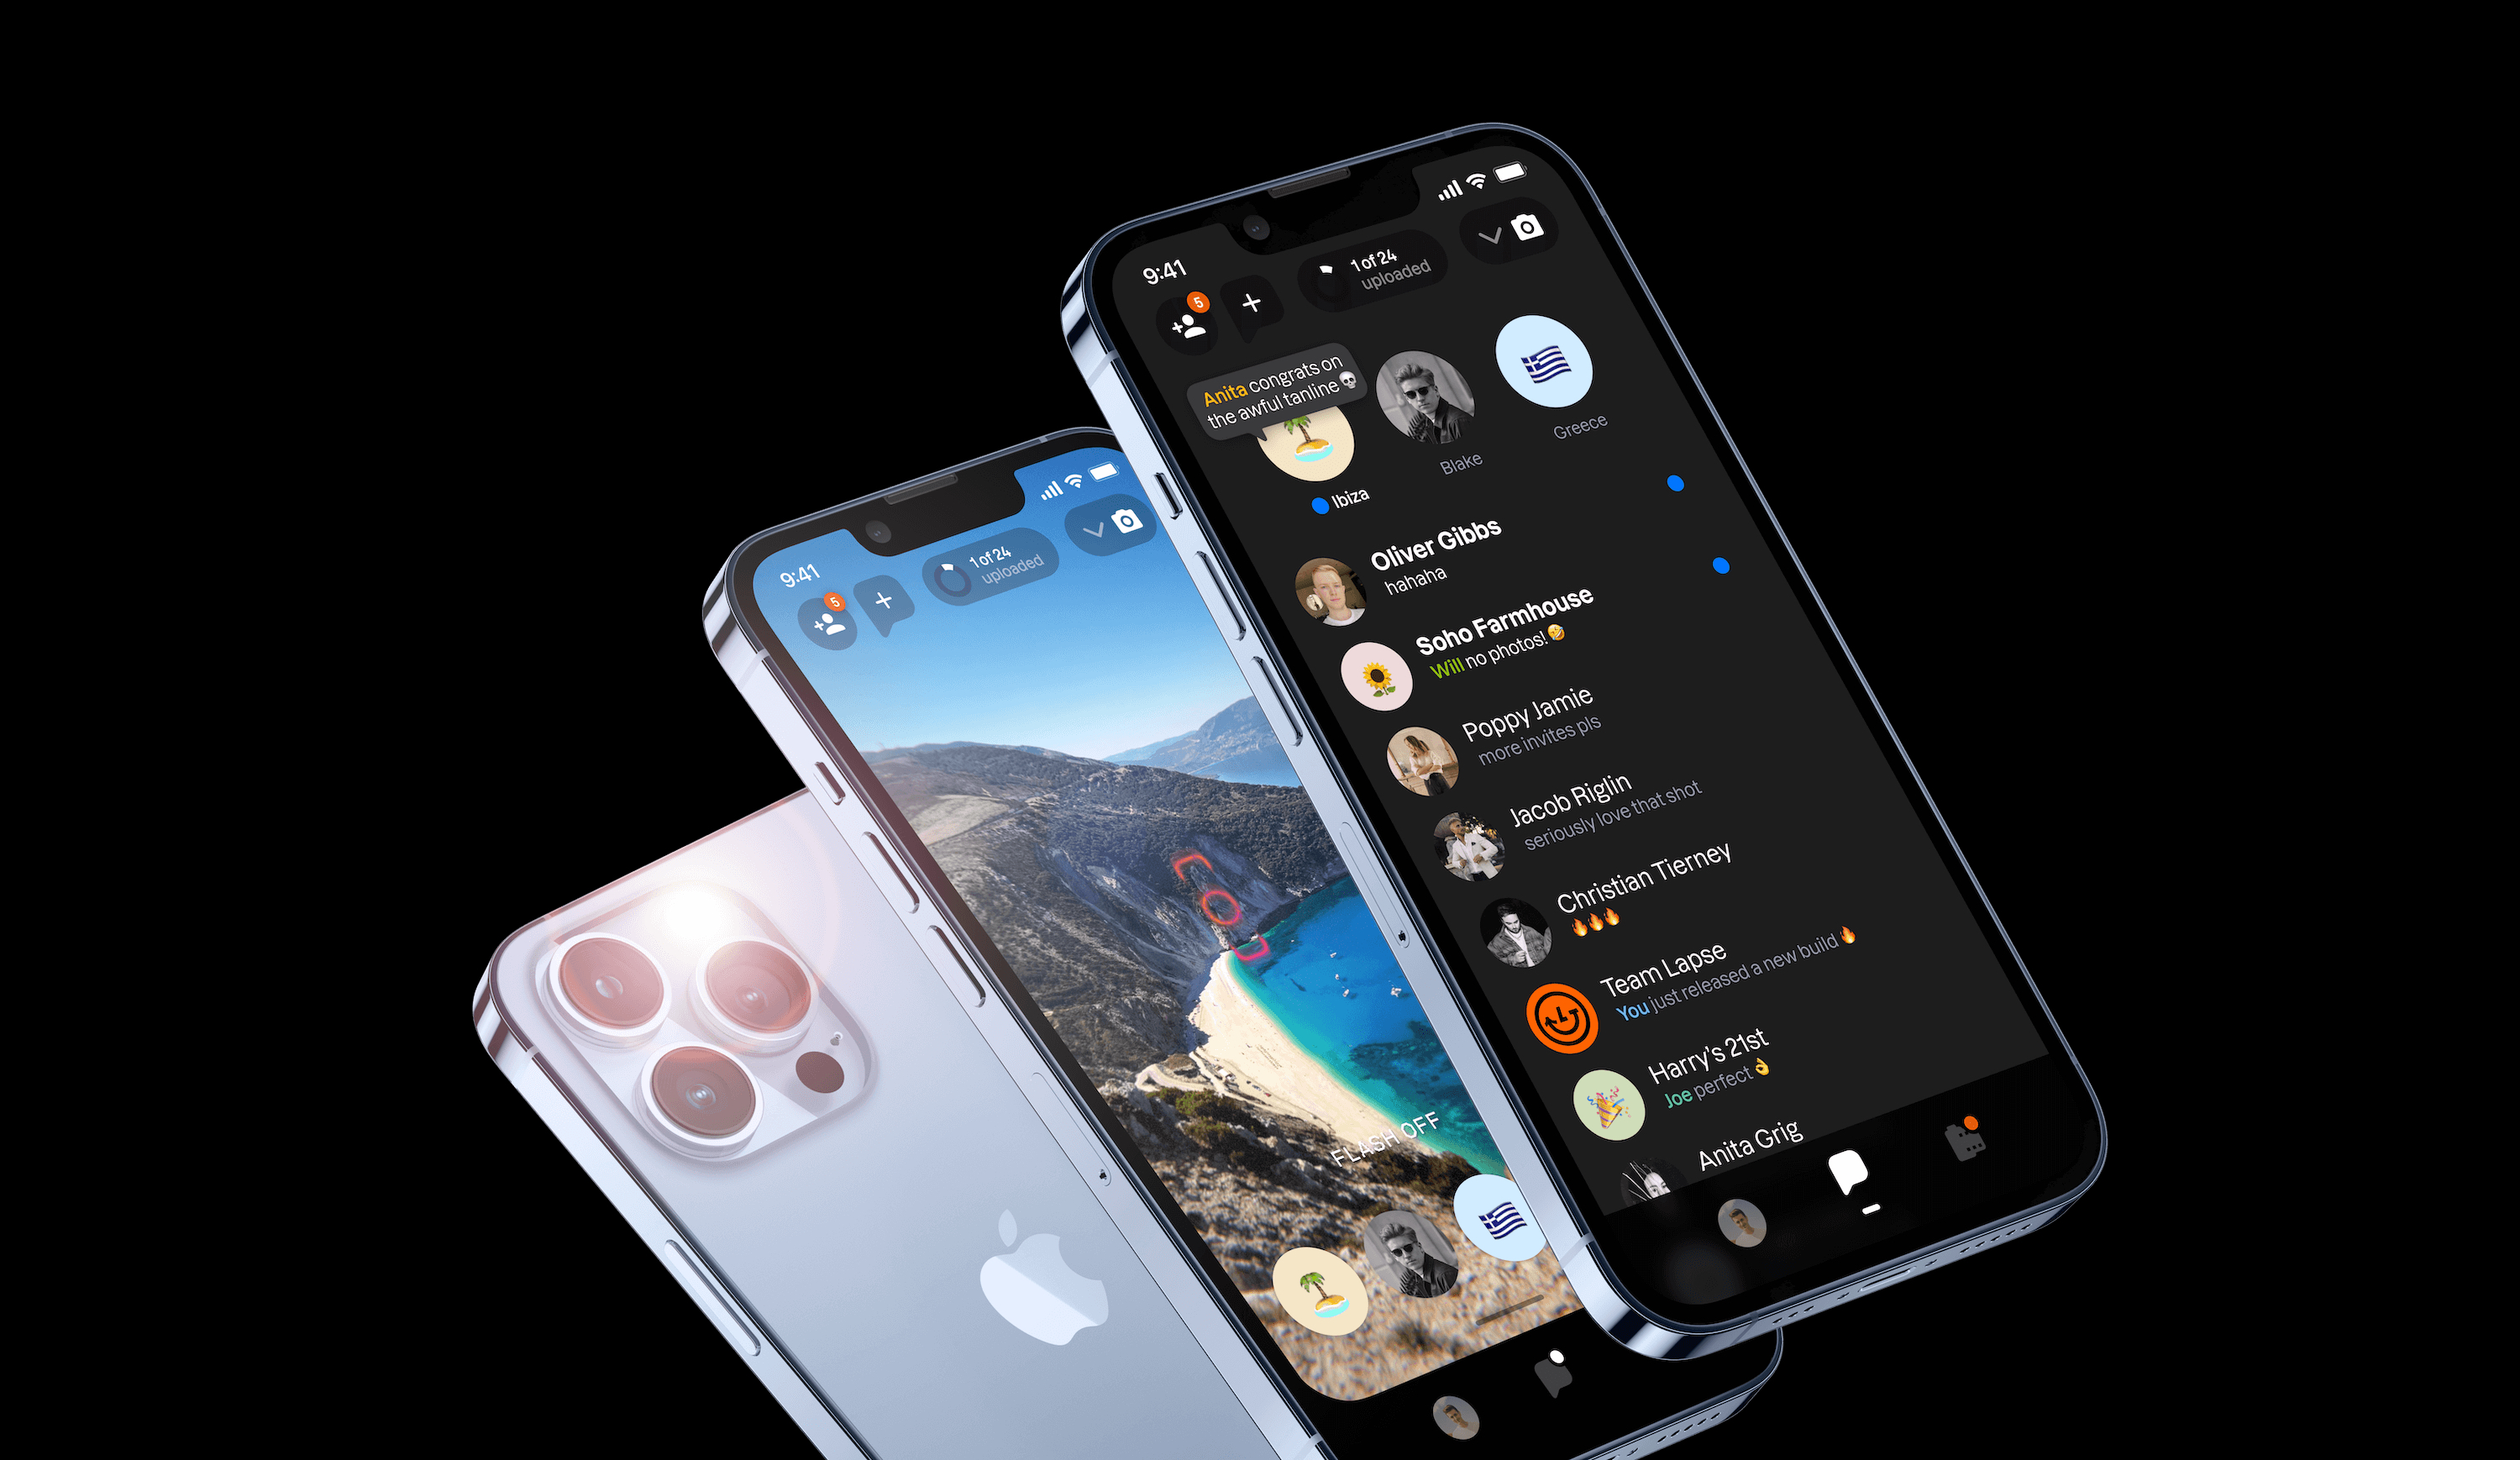 9:41
5
1 of 24
uploaded
Anita congrats on
the awful tanline💀
Ibiza
Blake
Greece
Oliver Gibbs
hahaha
Soho Farmhouse
Will no photos!🤣
Poppy Jamie
more invites pls
Jacob Riglin
seriously love that shot
Christian Tierney
🔥🔥🔥
Team Lapse
You just released a new build🔥
Harry's 21st
Joe perfect👌
Anita Grig
9:41
5
1 of 24
uploaded
FLASH OFF